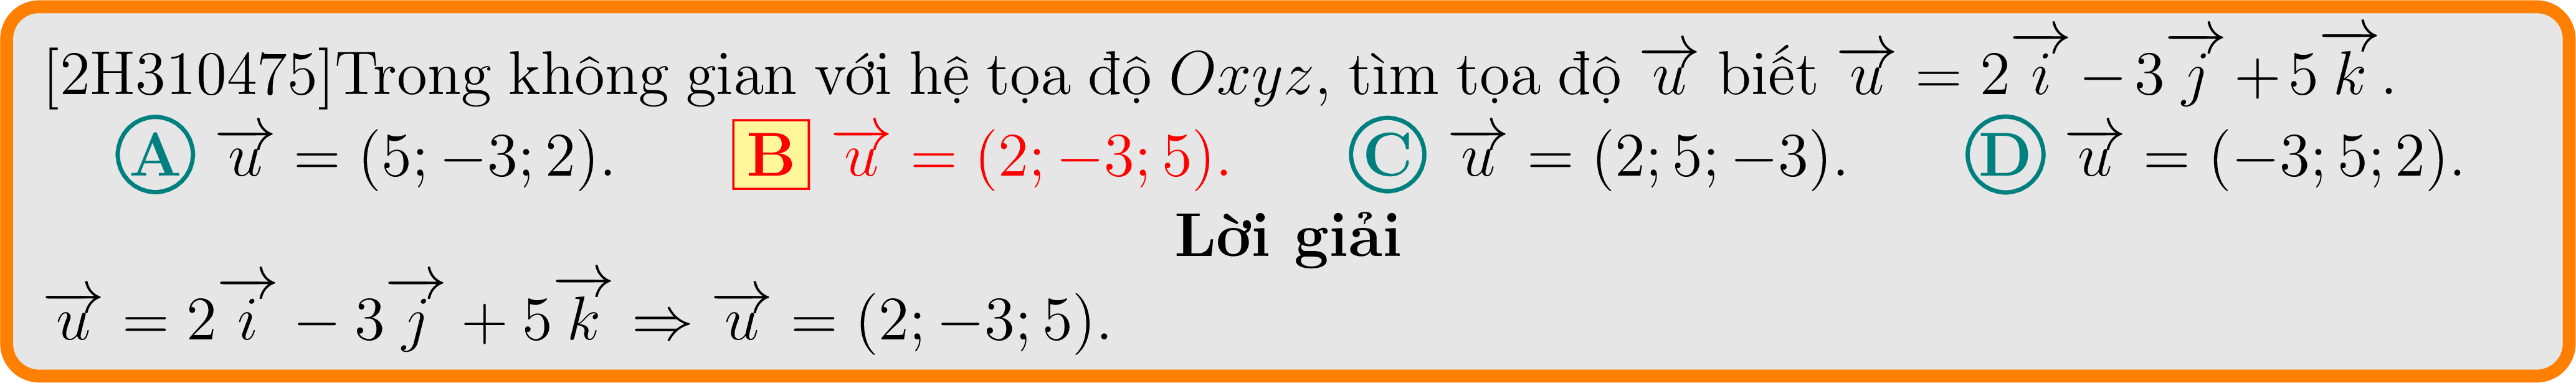 [2H310475]Trong không gian với hệ tọa độ Oxyz, tìm tọa độ $\overrightarrow{u}$ biết $\overrightarrow{u} = 2\overrightarrow{i} - 3\overrightarrow{j} + 5\overrightarrow{k}$.
A $\overrightarrow{u} = (5; -3; 2)$. B $\overrightarrow{u} = (2; -3; 5)$. C $\overrightarrow{u} = (2; 5; -3)$. D $\overrightarrow{u} = (-3; 5; 2)$.
Lời giải
$\overrightarrow{u} = 2\overrightarrow{i} - 3\overrightarrow{j} + 5\overrightarrow{k} \Rightarrow \overrightarrow{u} = (2; -3; 5)$.